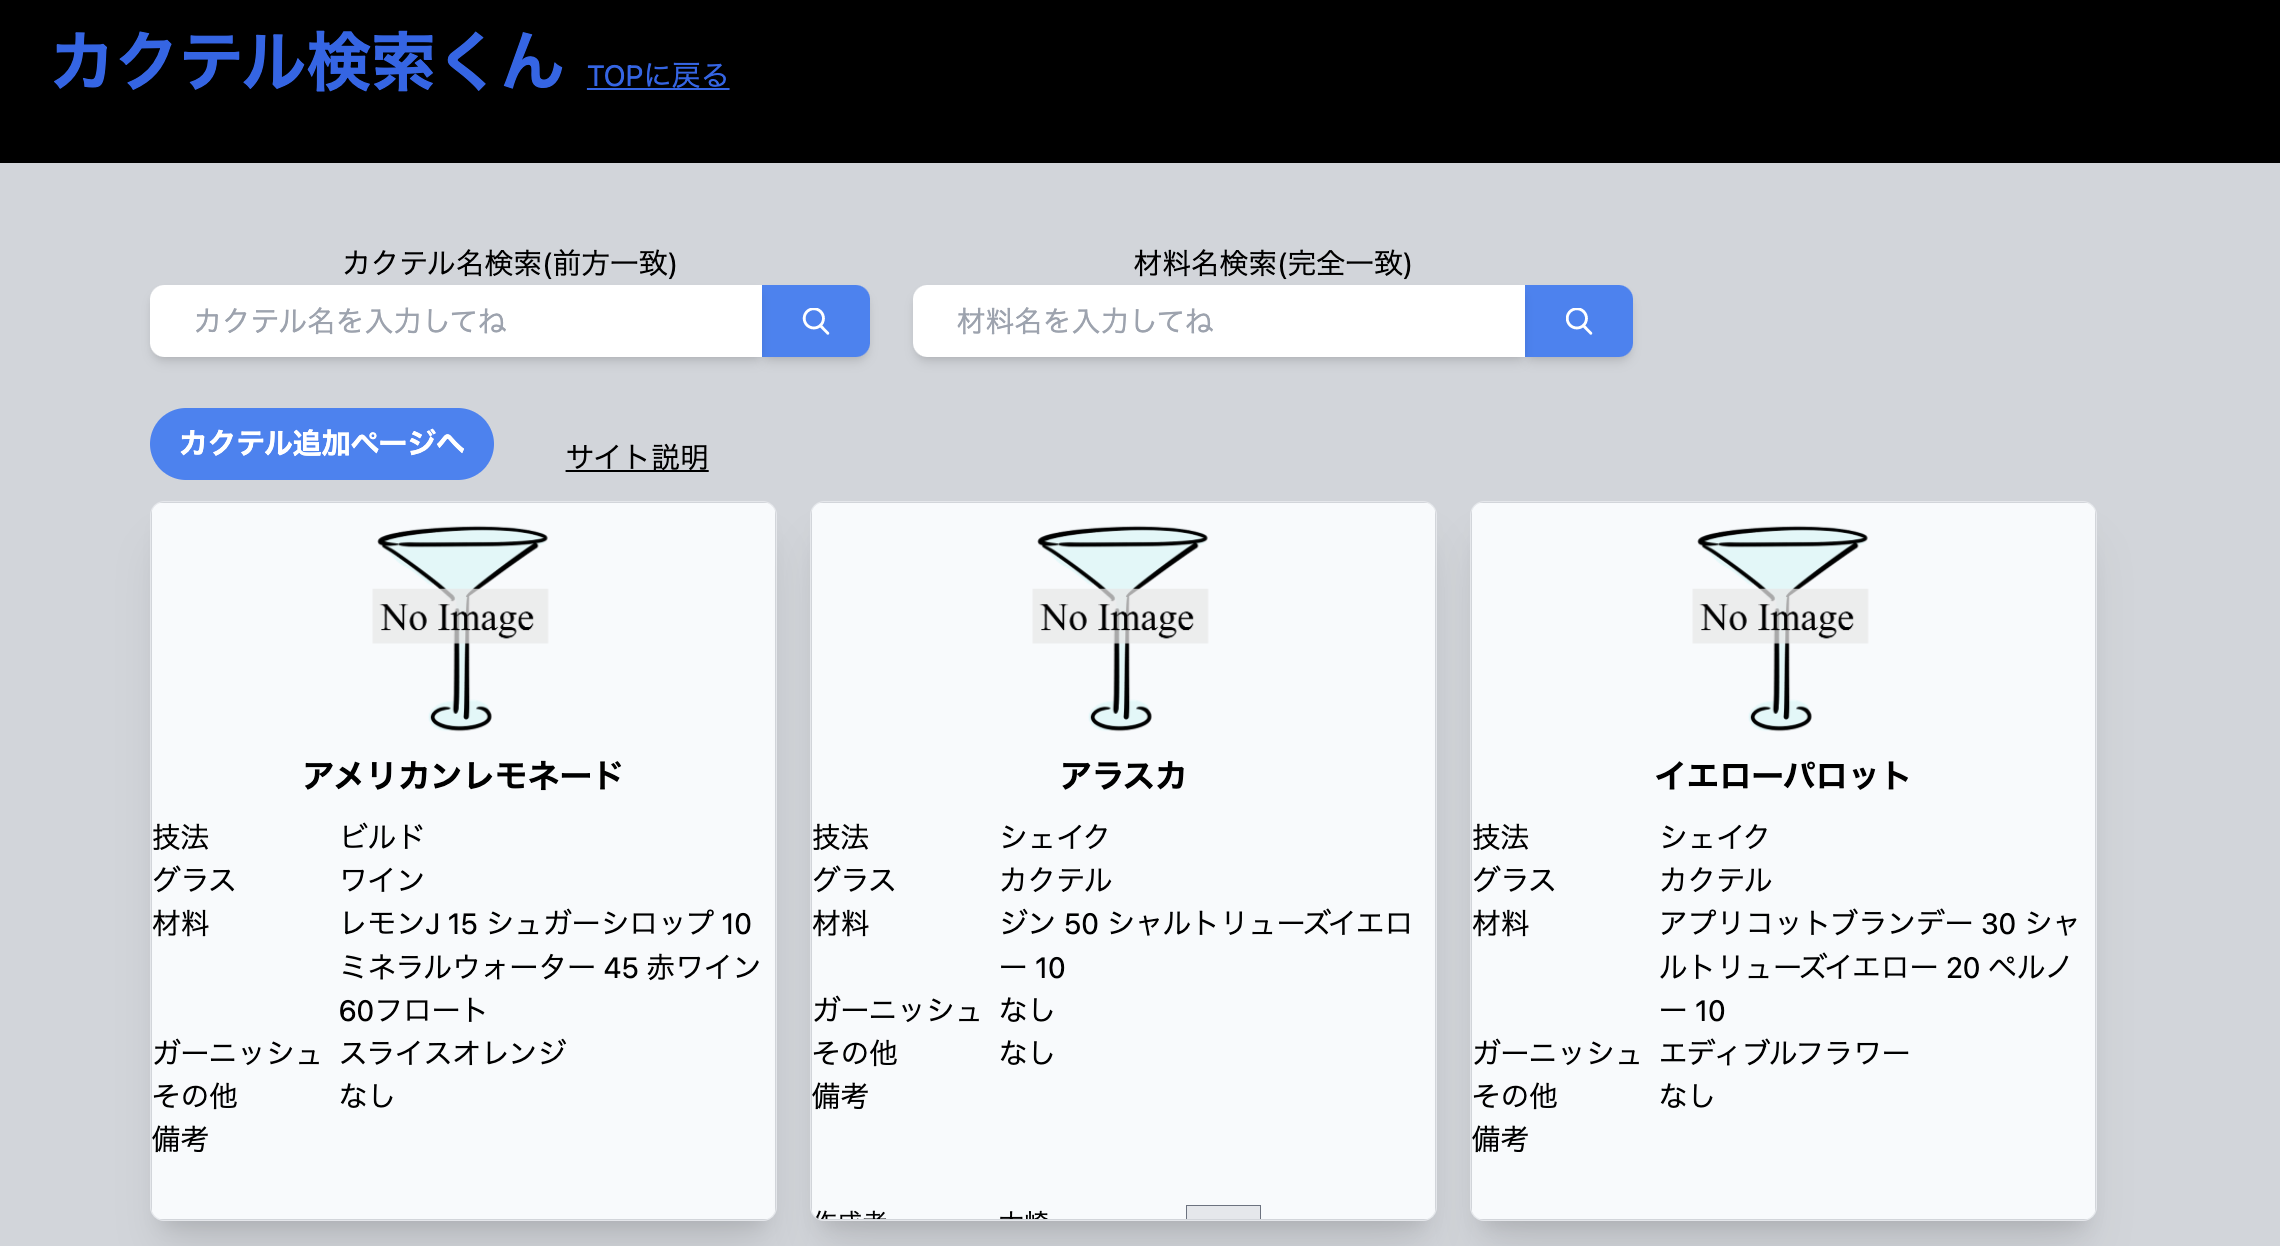 カクテル検索くん TOPに戻る
カクテル名検索(前方一致)
カクテル名を入力してね
材料名検索(完全一致)
材料名を入力してね
カクテル追加ページへ サイト説明
No Image
アメリカンレモネード
技法 ビルド
グラス ワイン
材料 レモンJ 15 シュガーシロップ 10
ミネラルウォーター 45 赤ワイン
60フロート
ガーニッシュ スライスオレンジ
その他 なし
備考
No Image
アラスカ
技法 シェイク
グラス カクテル
材料 ジン 50 シャルトリューズイエロ
ー 10
ガーニッシュ なし
その他 なし
備考
No Image
イエローパロット
技法 シェイク
グラス カクテル
材料 アプリコットブランデー 30 シャ
ルトリューズイエロー 20 ペルノ
ー 10
ガーニッシュ エディブルフラワー
その他 なし
備考